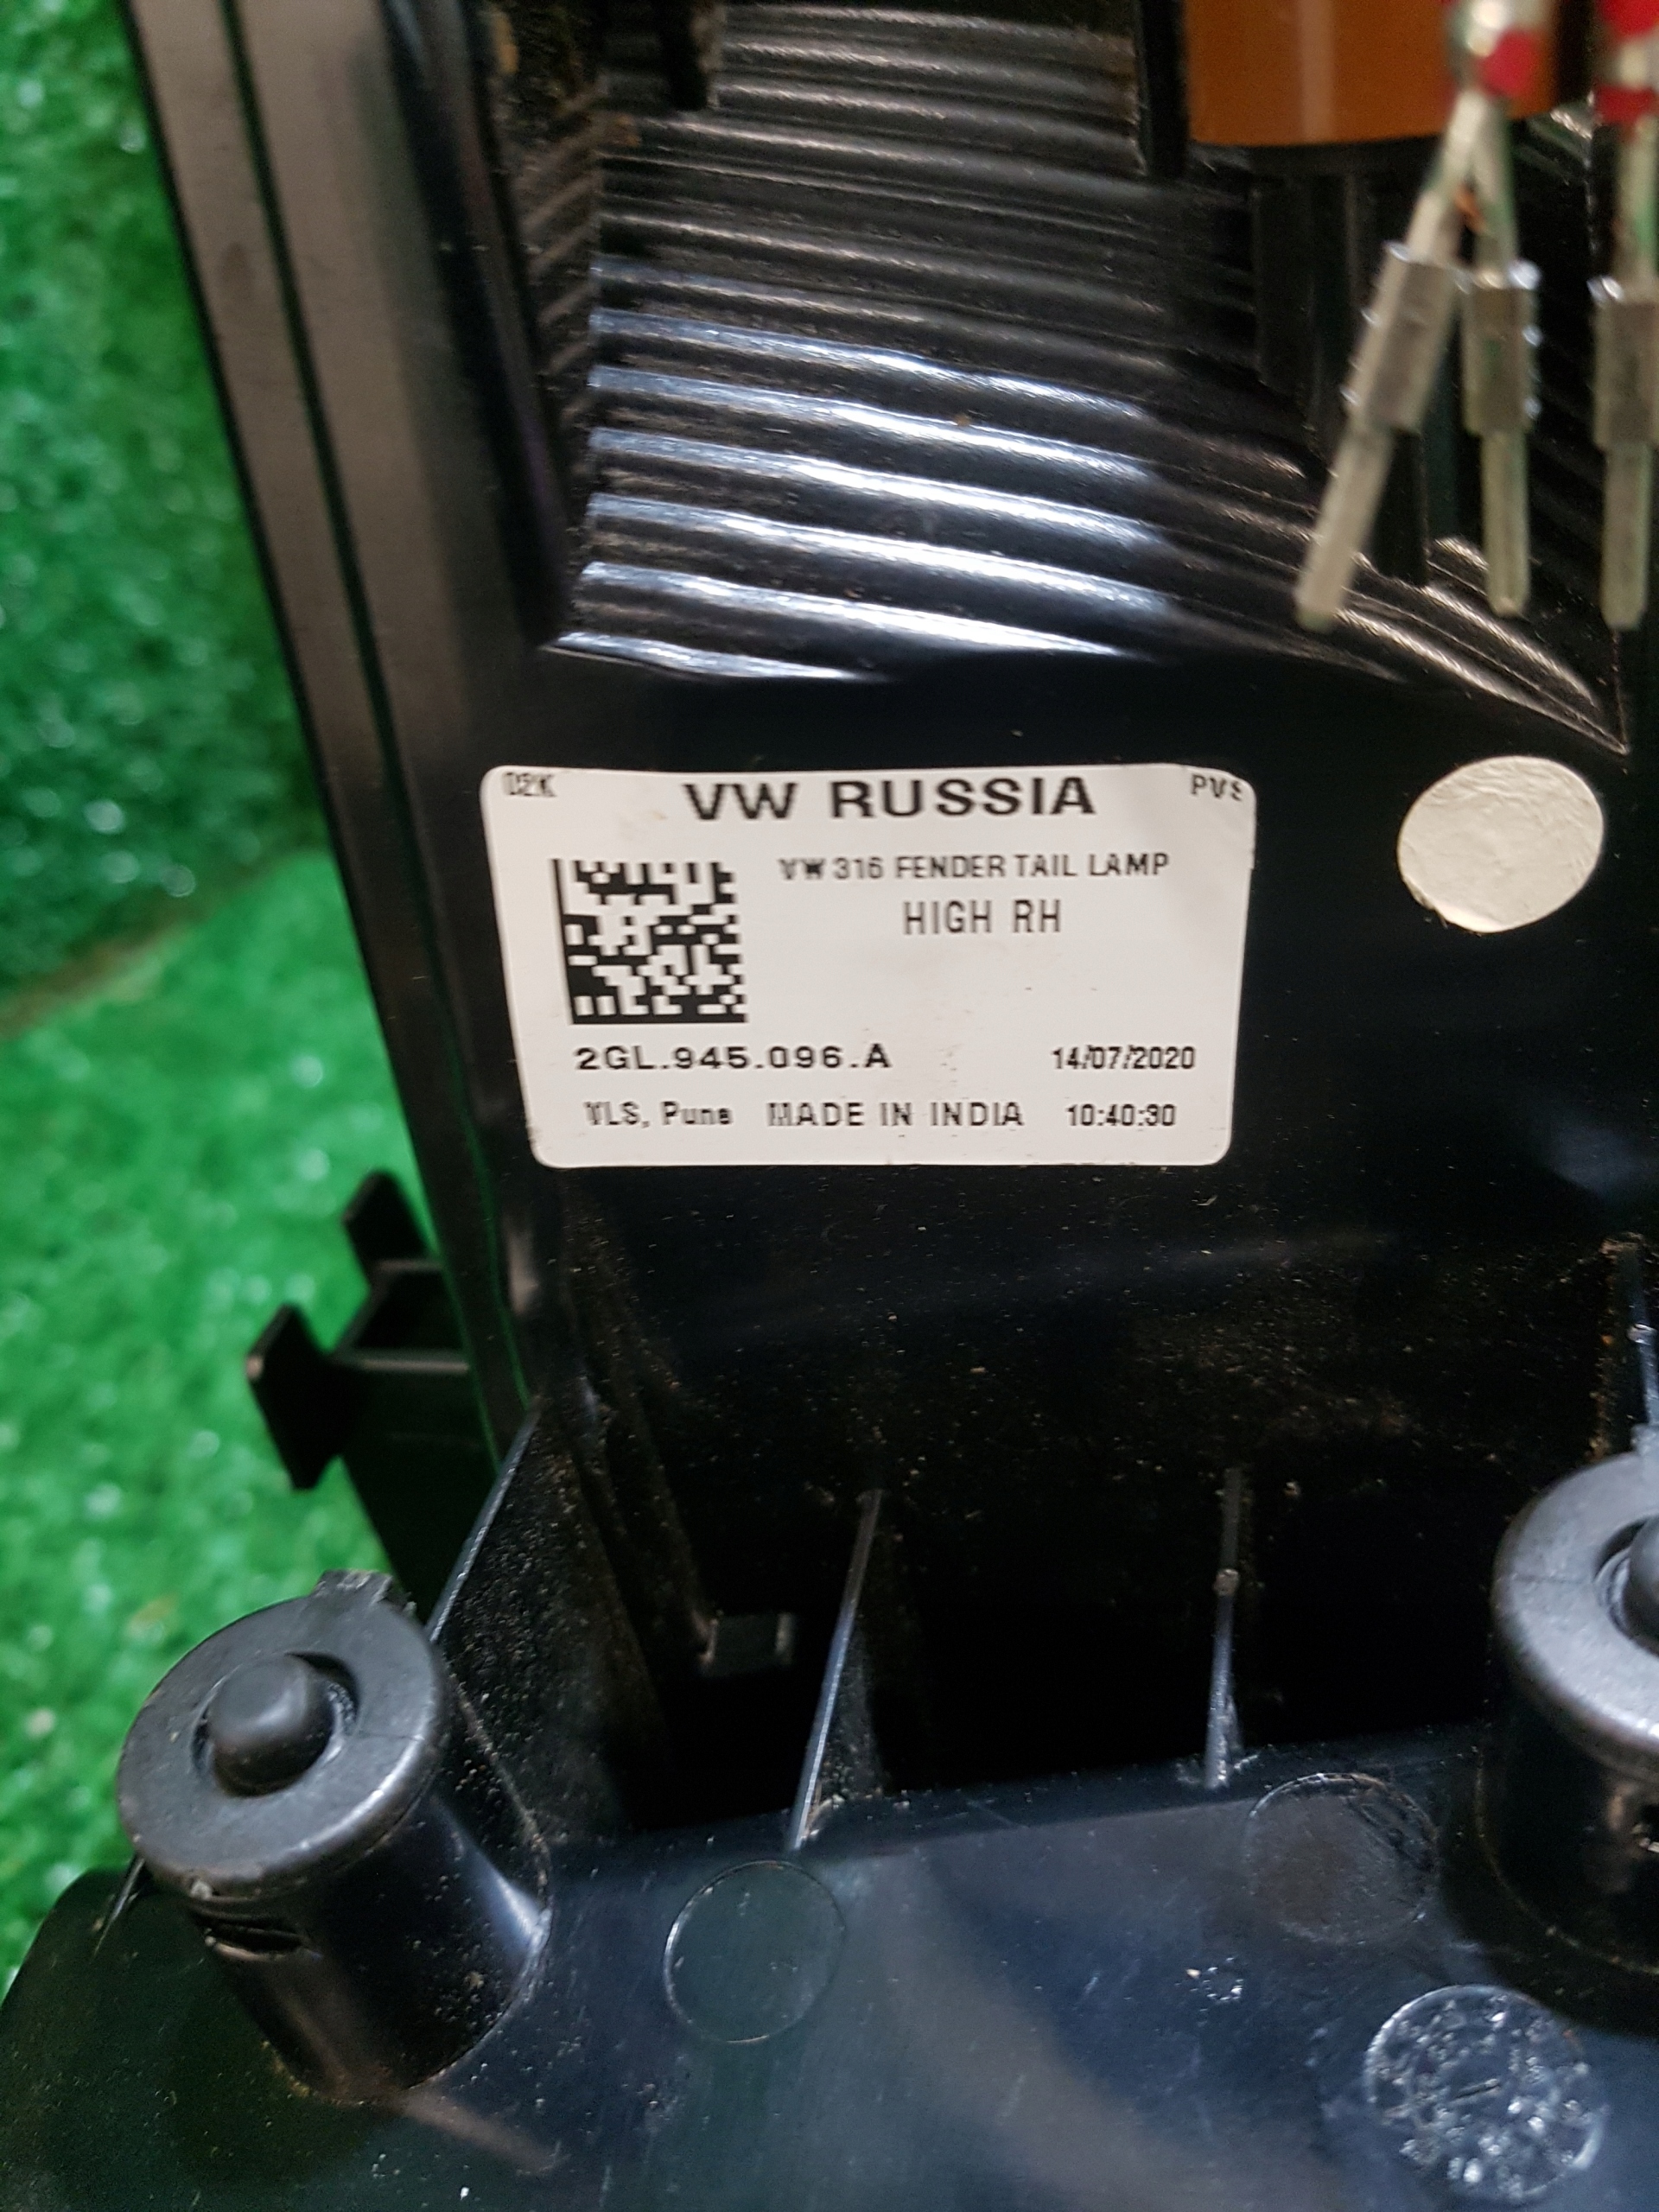 02K VW RUSSIA PVS
VW 316 FENDER TAIL LAMP
HIGH RH
2GL.945.096.A 14/07/2020
VLS, Pune MADE IN INDIA 10:40:30